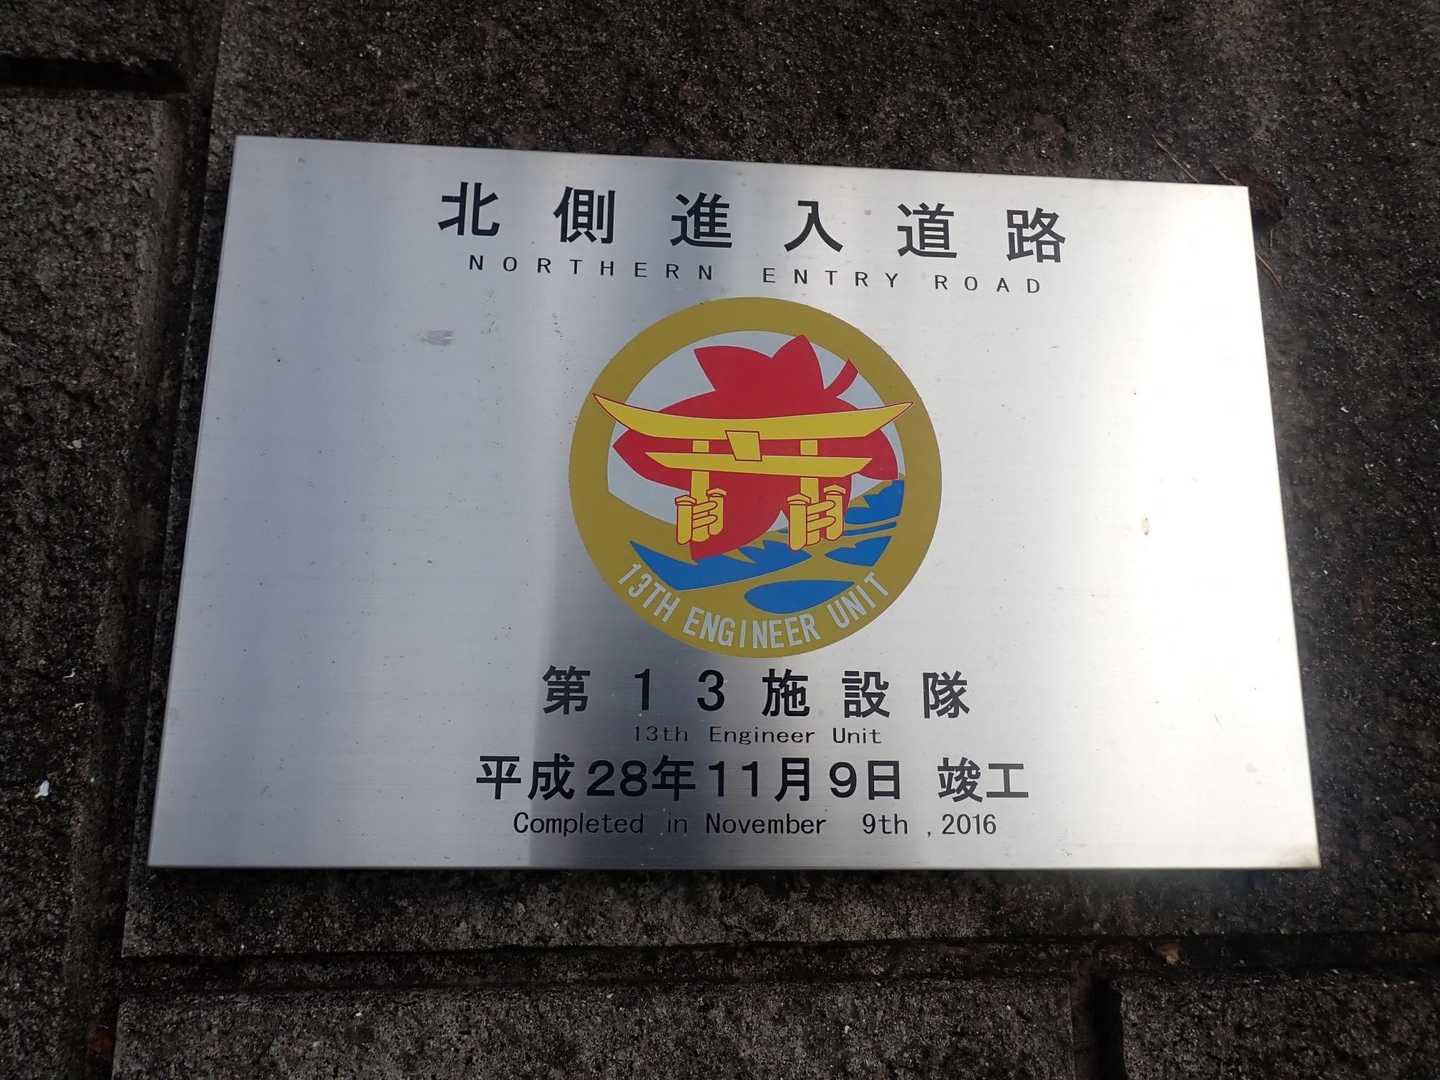 北側進入道路
NORTHERN ENTRY ROAD
13TH ENGINEER UNIT
第13施設隊
13th Engineer Unit
平成28年11月9日 竣工
Completed in November 9th ,2016